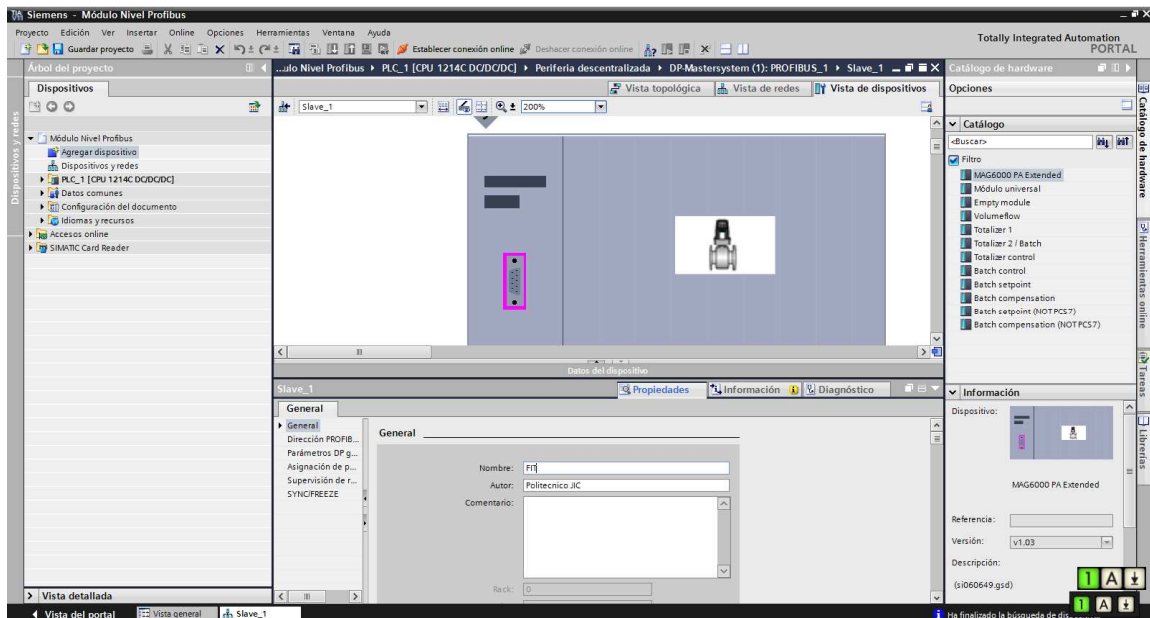 Siemens - Módulo Nivel Profibus
Proyecto Edición Ver Insertar Online Opciones Herramientas Ventana Ayuda
Totally Integrated Automation
PORTAL
Guardar proyecto
Establecer conexión online
Deshacer conexión online
Árbol del proyecto
...ulo Nivel Profibus PLC_1 [CPU 1214C DC/DC/DC] Periferia descentralizada DP-Mastersystem (1): PROFIBUS_1 Slave_1
Catálogo de hardware
Dispositivos
Vista topológica
Vista de redes
Vista de dispositivos
Opciones
Slave_1
200%
Dispositivos y redes
Módulo Nivel Profibus
Agregar dispositivo
Dispositivos y redes
PLC_1 [CPU 1214C DC/DC/DC]
Datos comunes
Configuración del documento
Idiomas y recursos
Accesos online
SIMATIC Card Reader
Catálogo
<Buscar>
Filtro
MAG6000 PA Extended
Módulo universal
Empty module
Volumeflow
Totalizer 1
Totalizer 2 / Batch
Totalizer control
Batch control
Batch setpoint
Batch compensation
Batch setpoint (NOT PCS7)
Batch compensation (NOT PCS7)
Catálogo de hardware
Herramientas online
Tareas
Librerías
Datos del dispositivo
Slave_1
Propiedades
Información
Diagnóstico
General
General
Dirección PROFIB...
Parámetros DP g...
Asignación de p...
Supervisión de r...
SYNC/FREEZE
General
Nombre: FIT
Autor: Politecnico JIC
Comentario:
Rack: 0
Información
Dispositivo:
MAG6000 PA Extended
Referencia:
Versión: v1.03
Descripción:
(si060649.gsd)
1 A
1 A
Vista detallada
Vista del portal
Vista general
Slave_1
Ha finalizado la búsqueda de